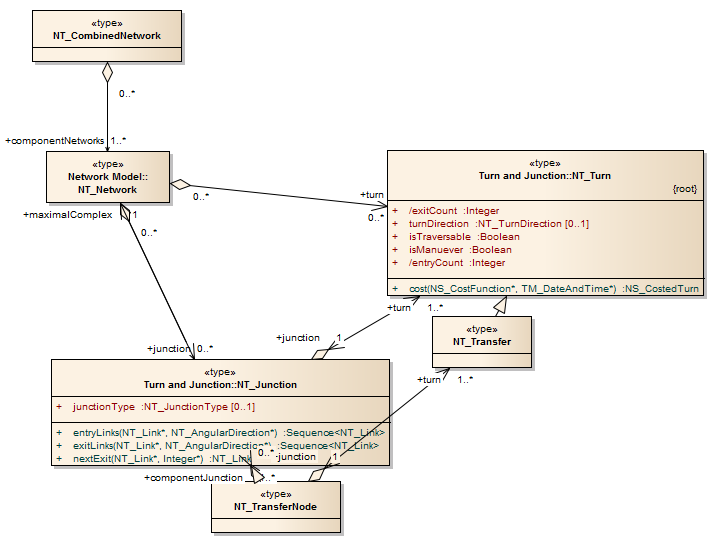 «type»
NT_CombinedNetwork
0..*
+componentNetworks 1..*
«type»
Network Model::
NT_Network
0..*
+turn
0..*
+maximalComplex 1
0..*
«type»
Turn and Junction::NT_Turn
{root}
+ /exitCount :Integer
+ turnDirection :NT_TurnDirection [0..1]
+ isTraversable :Boolean
+ isManuever :Boolean
+ /entryCount :Integer
+ cost(NS_CostFunction*, TM_DateAndTime*) :NS_CostedTurn
+turn 1..*
+junction 1
«type»
NT_Transfer
+junction 0..*
«type»
Turn and Junction::NT_Junction
+ junctionType :NT_JunctionType [0..1]
+ entryLinks(NT_Link*, NT_AngularDirection*) :Sequence<NT_Link>
+ exitLinks(NT_Link*, NT_AngularDirection*) :Sequence<NT_Link>
+ nextExit(NT_Link*, Integer*) :NT_Link
+turn 1..*
0..*
+junction 1
+componentJunction 1..*
«type»
NT_TransferNode